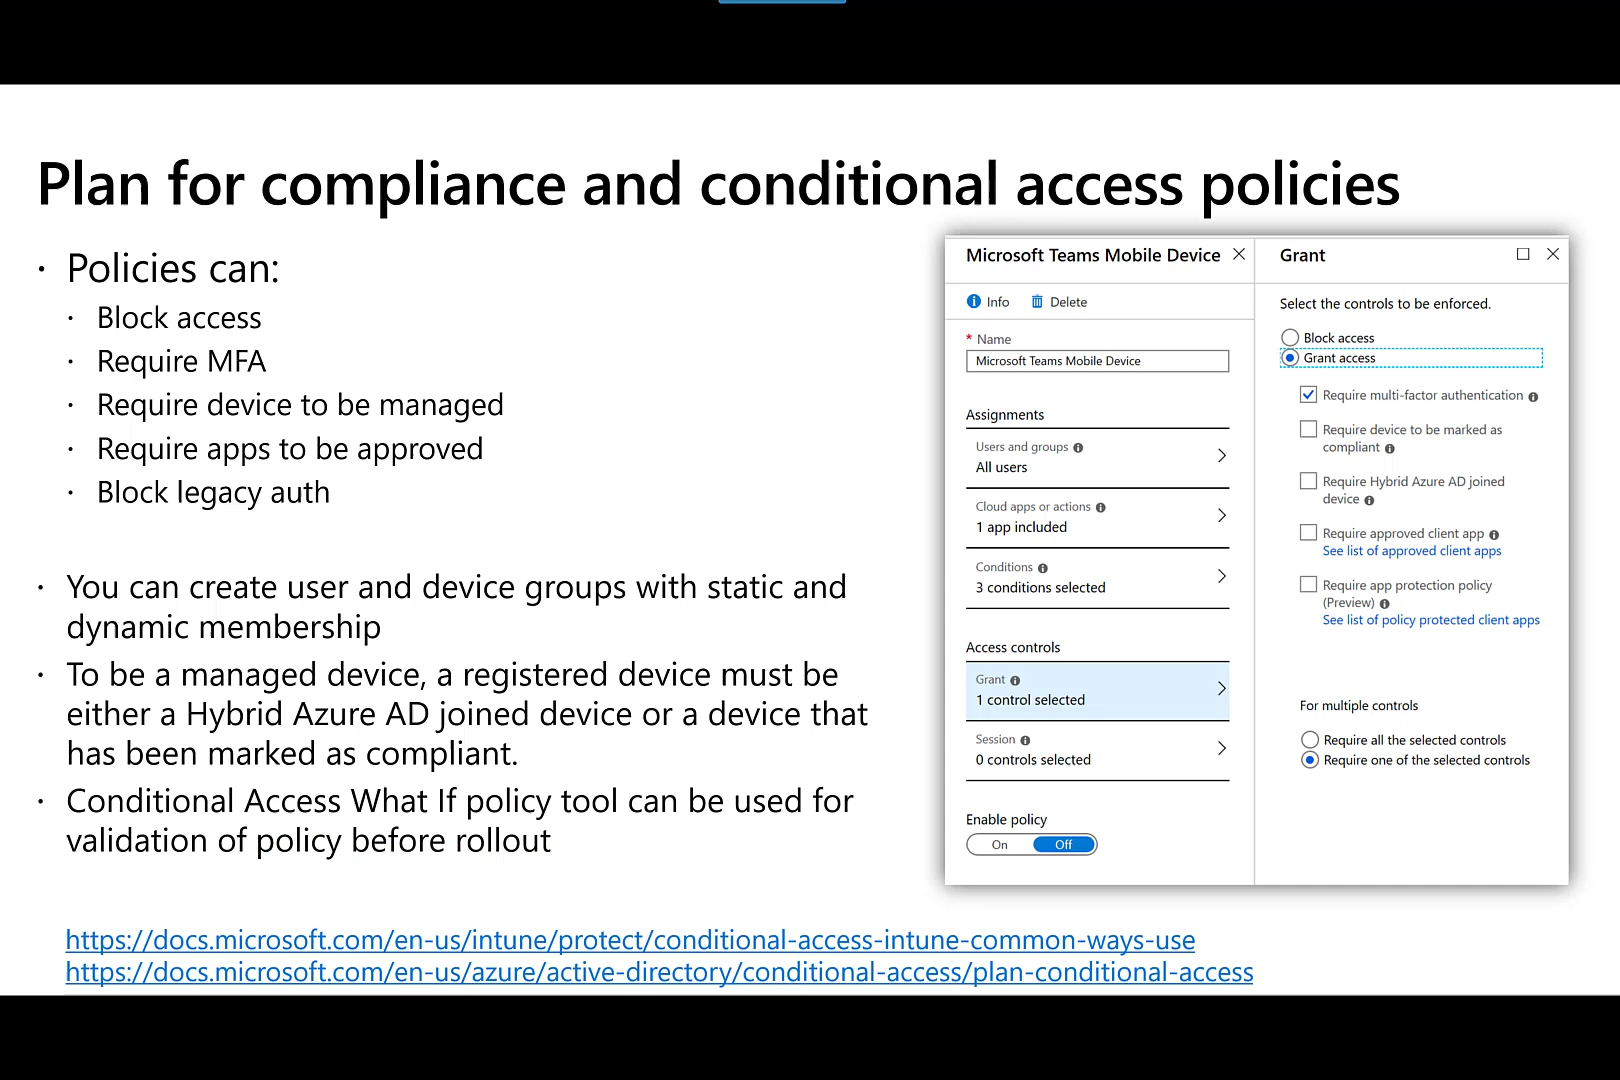 Plan for compliance and conditional access policies
· Policies can:
· Block access
· Require MFA
· Require device to be managed
· Require apps to be approved
· Block legacy auth
· You can create user and device groups with static and
dynamic membership
· To be a managed device, a registered device must be
either a Hybrid Azure AD joined device or a device that
has been marked as compliant.
· Conditional Access What If policy tool can be used for
validation of policy before rollout
https://docs.microsoft.com/en-us/intune/protect/conditional-access-intune-common-ways-use
https://docs.microsoft.com/en-us/azure/active-directory/conditional-access/plan-conditional-access
Microsoft Teams Mobile Device
Info Delete
* Name
Microsoft Teams Mobile Device
Assignments
Users and groups
All users
Cloud apps or actions
1 app included
Conditions
3 conditions selected
Access controls
Grant
1 control selected
Session
0 controls selected
Enable policy
On Off
Grant
Select the controls to be enforced.
Block access
Grant access
Require multi-factor authentication
Require device to be marked as
compliant
Require Hybrid Azure AD joined
device
Require approved client app
See list of approved client apps
Require app protection policy
(Preview)
See list of policy protected client apps
For multiple controls
Require all the selected controls
Require one of the selected controls